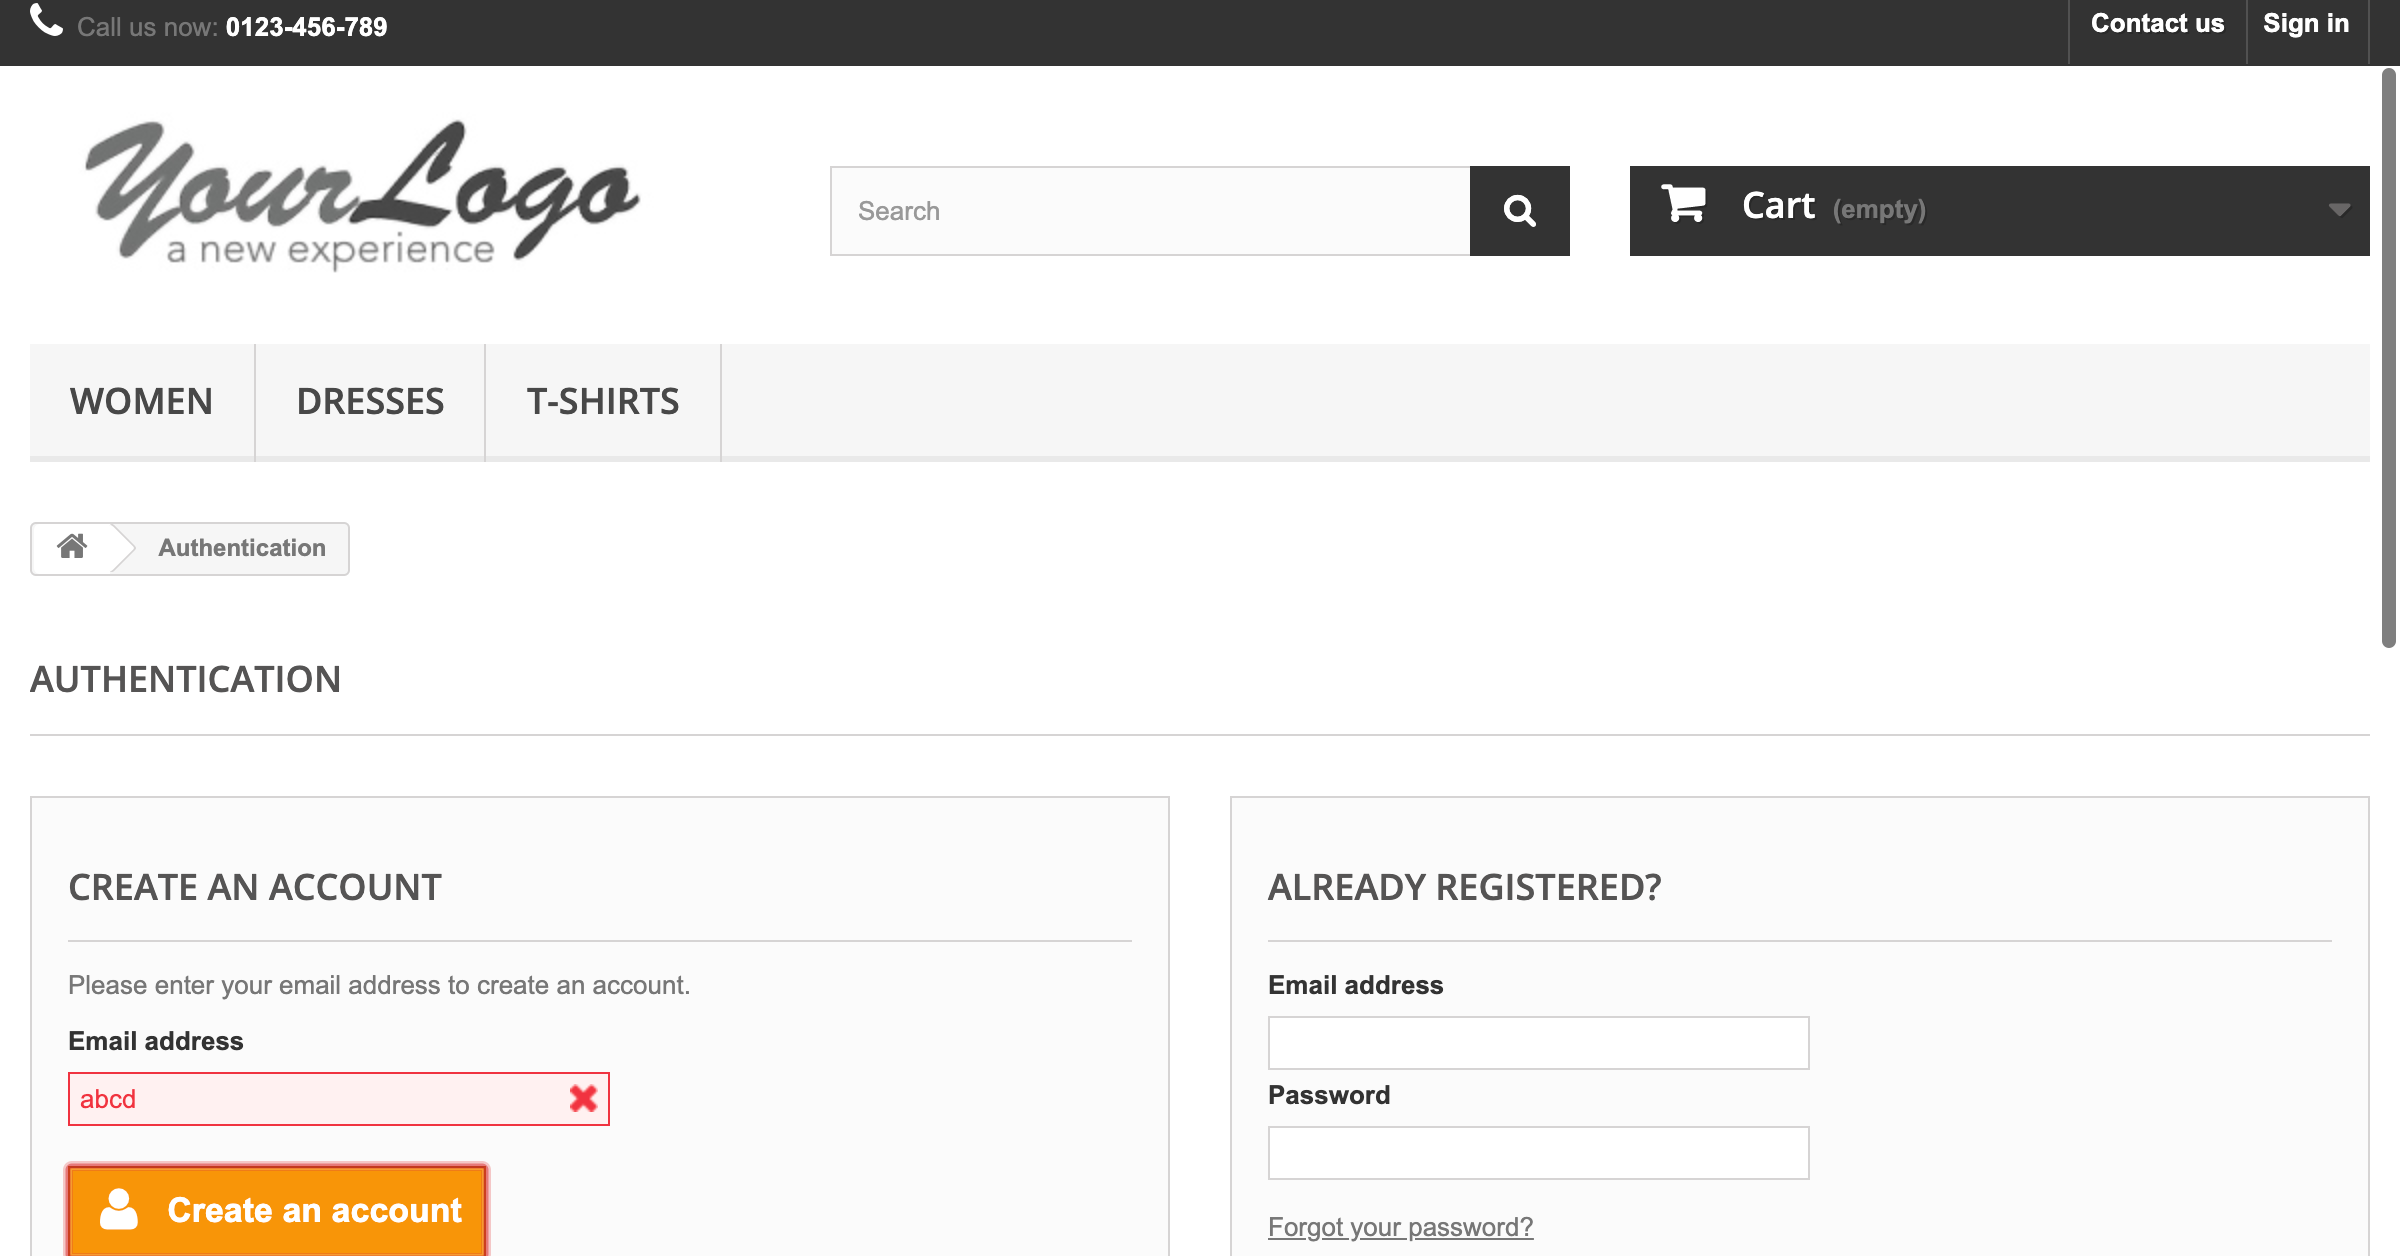 Call us now: 0123-456-789
Contact us
Sign in
YourLogo
a new experience
Search
Cart (empty)
WOMEN
DRESSES
T-SHIRTS
Authentication
AUTHENTICATION
CREATE AN ACCOUNT
Please enter your email address to create an account.
Email address
abcd
Create an account
ALREADY REGISTERED?
Email address
Password
Forgot your password?